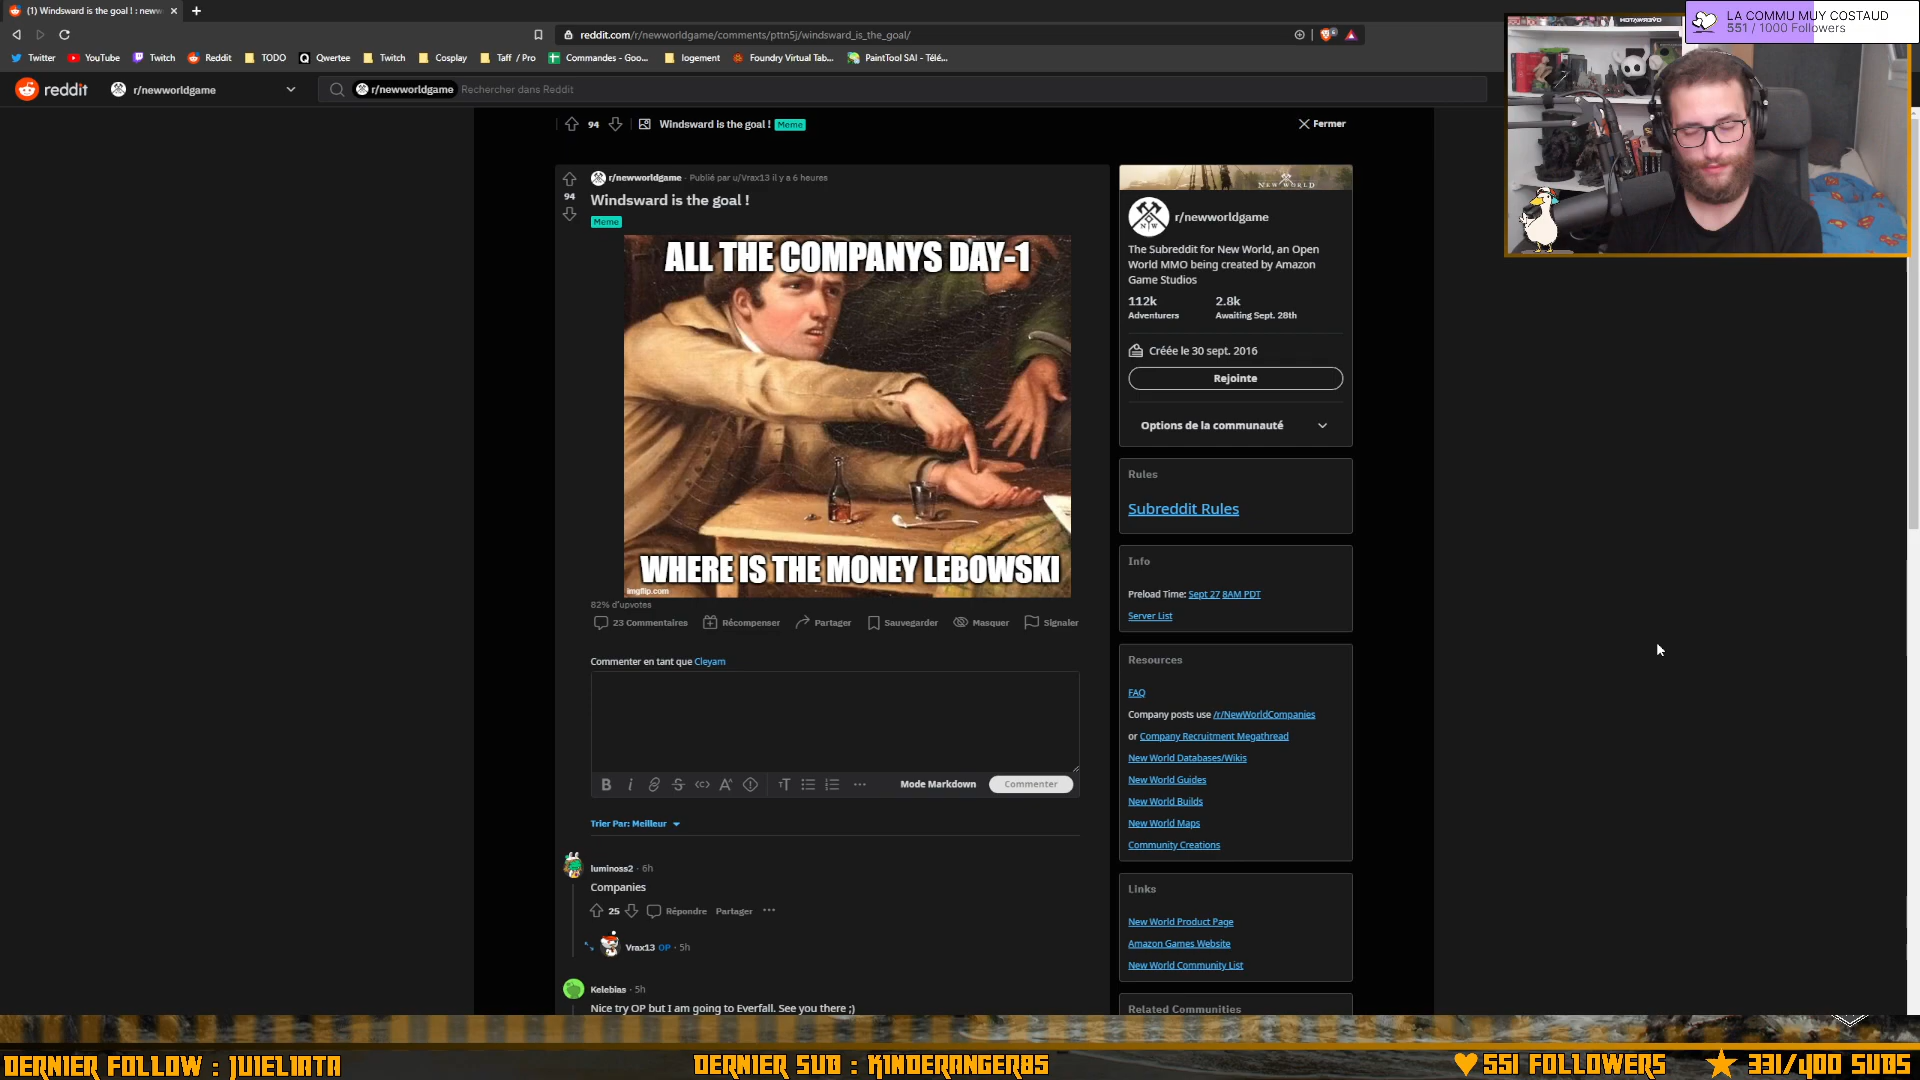 (1) Windsward is the goal ! : neww
reddit.com/r/newworldgame/comments/pttn5j/windsward_is_the_goal/
Twitter
YouTube
Twitch
Reddit
TODO
Qwertee
Twitch
Cosplay
Taff / Pro
Commandes - Goo...
logement
Foundry Virtual Tab...
PaintTool SAI - Télé...
LA COMMU MUY COSTAUD
551 / 1000 Followers
reddit
r/newworldgame
r/newworldgame
Rechercher dans Reddit
94
Windsward is the goal !
Meme
Fermer
94
r/newworldgame · Publié par u/Vrax13 il y a 6 heures
Windsward is the goal !
Meme
ALL THE COMPANYS DAY-1
WHERE IS THE MONEY LEBOWSKI
imgflip.com
82% d'upvotes
23 Commentaires
Récompenser
Partager
Sauvegarder
Masquer
Signaler
Commenter en tant que Cleyam
Mode Markdown
Commenter
Trier Par: Meilleur
luminoss2 · 6h
Companies
25
Répondre
Partager
Vrax13 OP · 5h
Kelebias · 5h
Nice try OP but I am going to Everfall. See you there ;)
NEW WORLD
r/newworldgame
The Subreddit for New World, an Open
World MMO being created by Amazon
Game Studios
112k
2.8k
Adventurers
Awaiting Sept. 28th
Créée le 30 sept. 2016
Rejointe
Options de la communauté
Rules
Subreddit Rules
Info
Preload Time: Sept 27 8AM PDT
Server List
Resources
FAQ
Company posts use /r/NewWorldCompanies
or Company Recruitment Megathread
New World Databases/Wikis
New World Guides
New World Builds
New World Maps
Community Creations
Links
New World Product Page
Amazon Games Website
New World Community List
Related Communities
DERNIER FOLLOW : JUIEL1ATA
DERNIER SUB : KINDERANGER85
551 FOLLOWERS
331/400 SUBS